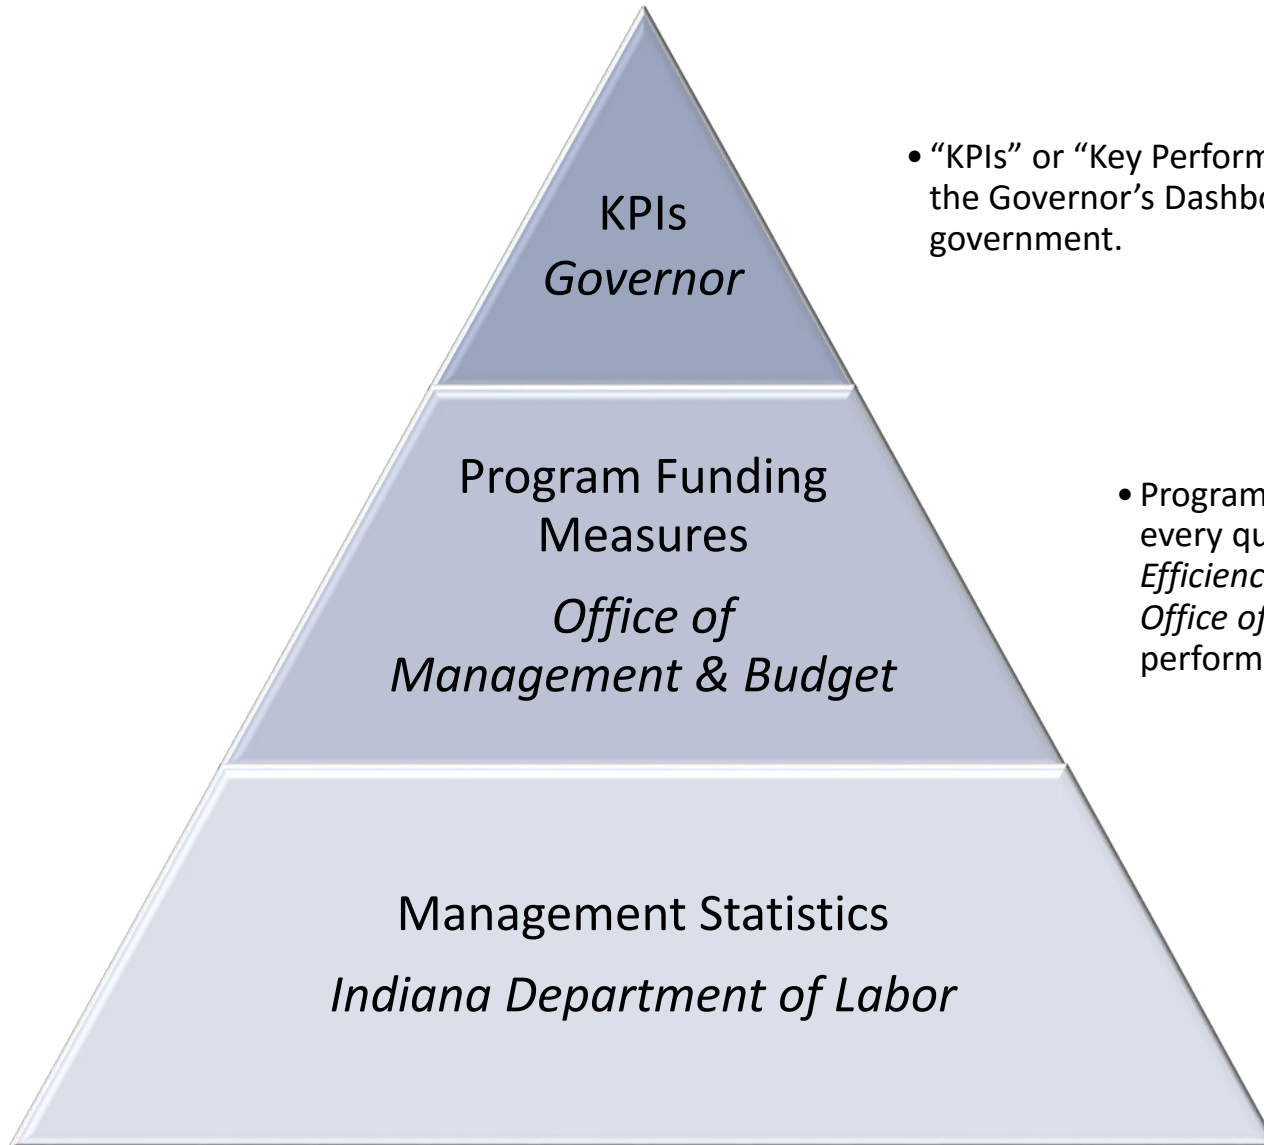 KPIs
Governor
• “KPIs” or “Key Perform
the Governor’s Dashbo
government.
Program Funding
Measures
Office of
Management & Budget
• Program
every qu
Efficienc
Office of
perform
Management Statistics
Indiana Department of Labor